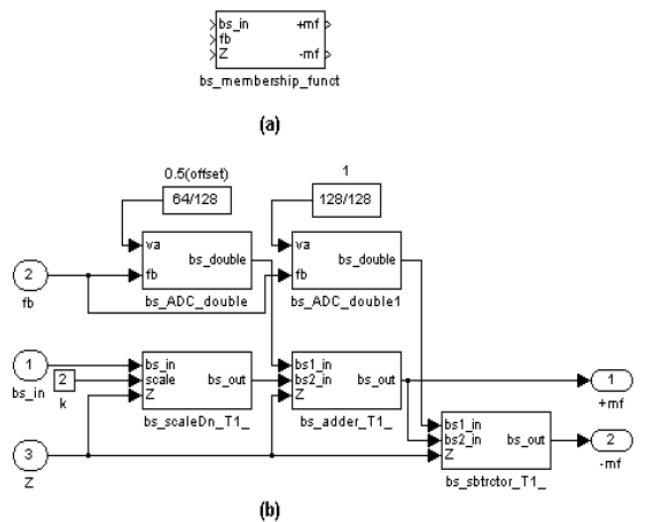 bs_in +mf
fb
Z -mf
bs_membership_funct
(a)
0.5(offset) 1
64/128 128/128
va va
bs_double bs_double
2 fb fb
fb bs_ADC_double bs_ADC_double1
1 bs_in bs1_in
2 scale bs_out bs2_in bs_out 1
bs_in k Z Z +mf
bs_scaleDn_T1_ bs_adder_T1_ bs1_in
bs2_in bs_out 2
3 Z -mf
Z bs_sbtrctor_T1_
(b)